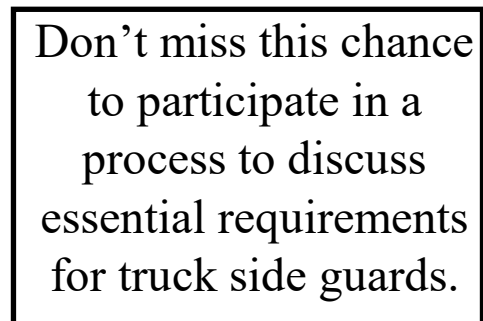 Don’t miss this chance
to participate in a
process to discuss
essential requirements
for truck side guards.